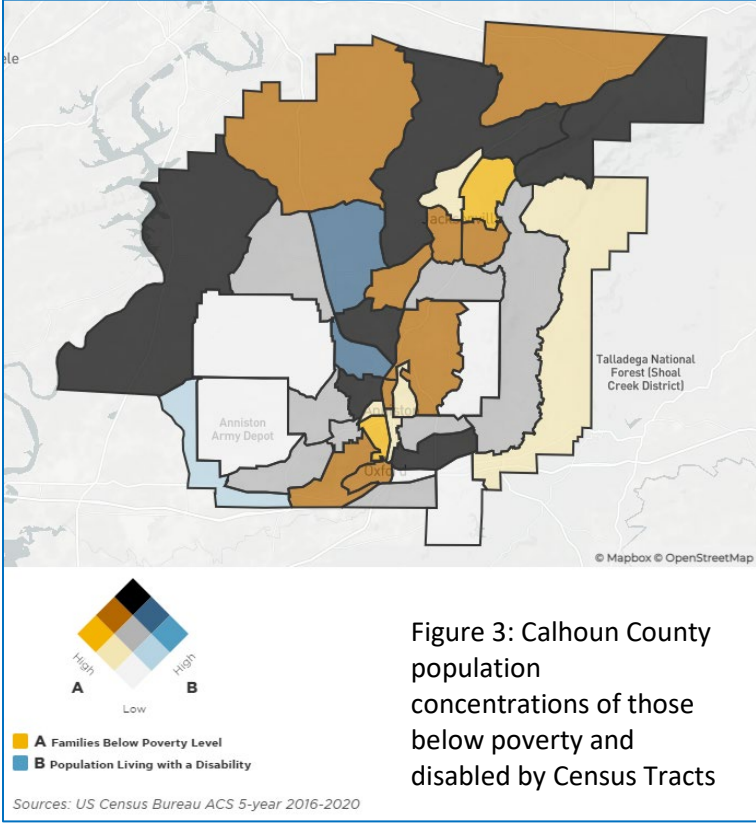 Talladega National
Forest (Shoal
Creek District)
Anniston
Army Depot
Oxford
© Mapbox © OpenStreetMap
High
High
A
B
Low
A Families Below Poverty Level
B Population Living with a Disability
Sources: US Census Bureau ACS 5-year 2016-2020
Figure 3: Calhoun County
population
concentrations of those
below poverty and
disabled by Census Tracts